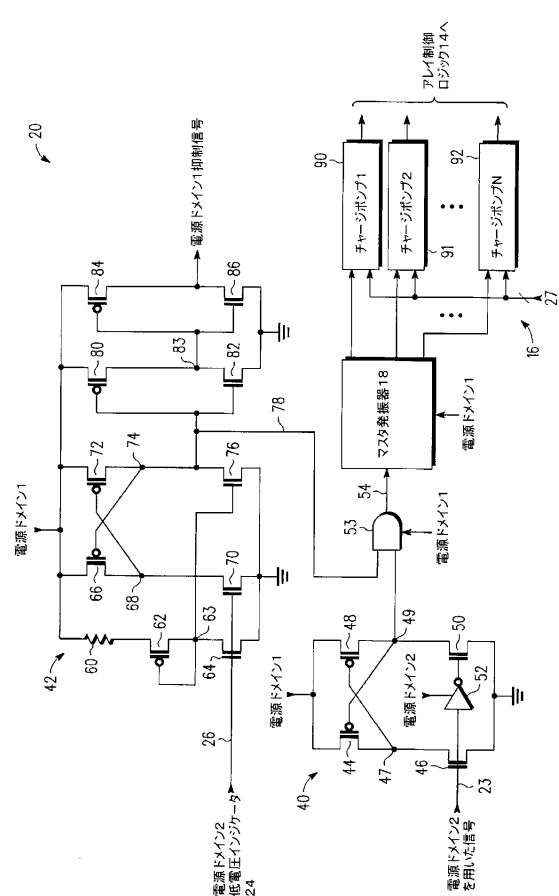 20
電源ドメイン1
42
60
62
63
64
66
68
70
72
74
76
78
80
82
83
84
86
電源ドメイン1抑制信号
26
電源ドメイン2
低電圧インジケータ
24
電源ドメイン1
40
44
46
47
48
49
50
電源ドメイン2
52
23
電源ドメイン2
を用いた信号
53
54
電源ドメイン1
マスタ発振器18
電源ドメイン1
チャージポンプ1
90
チャージポンプ2
91
チャージポンプN
92
16
27
アレイ制御
ロジック14へ